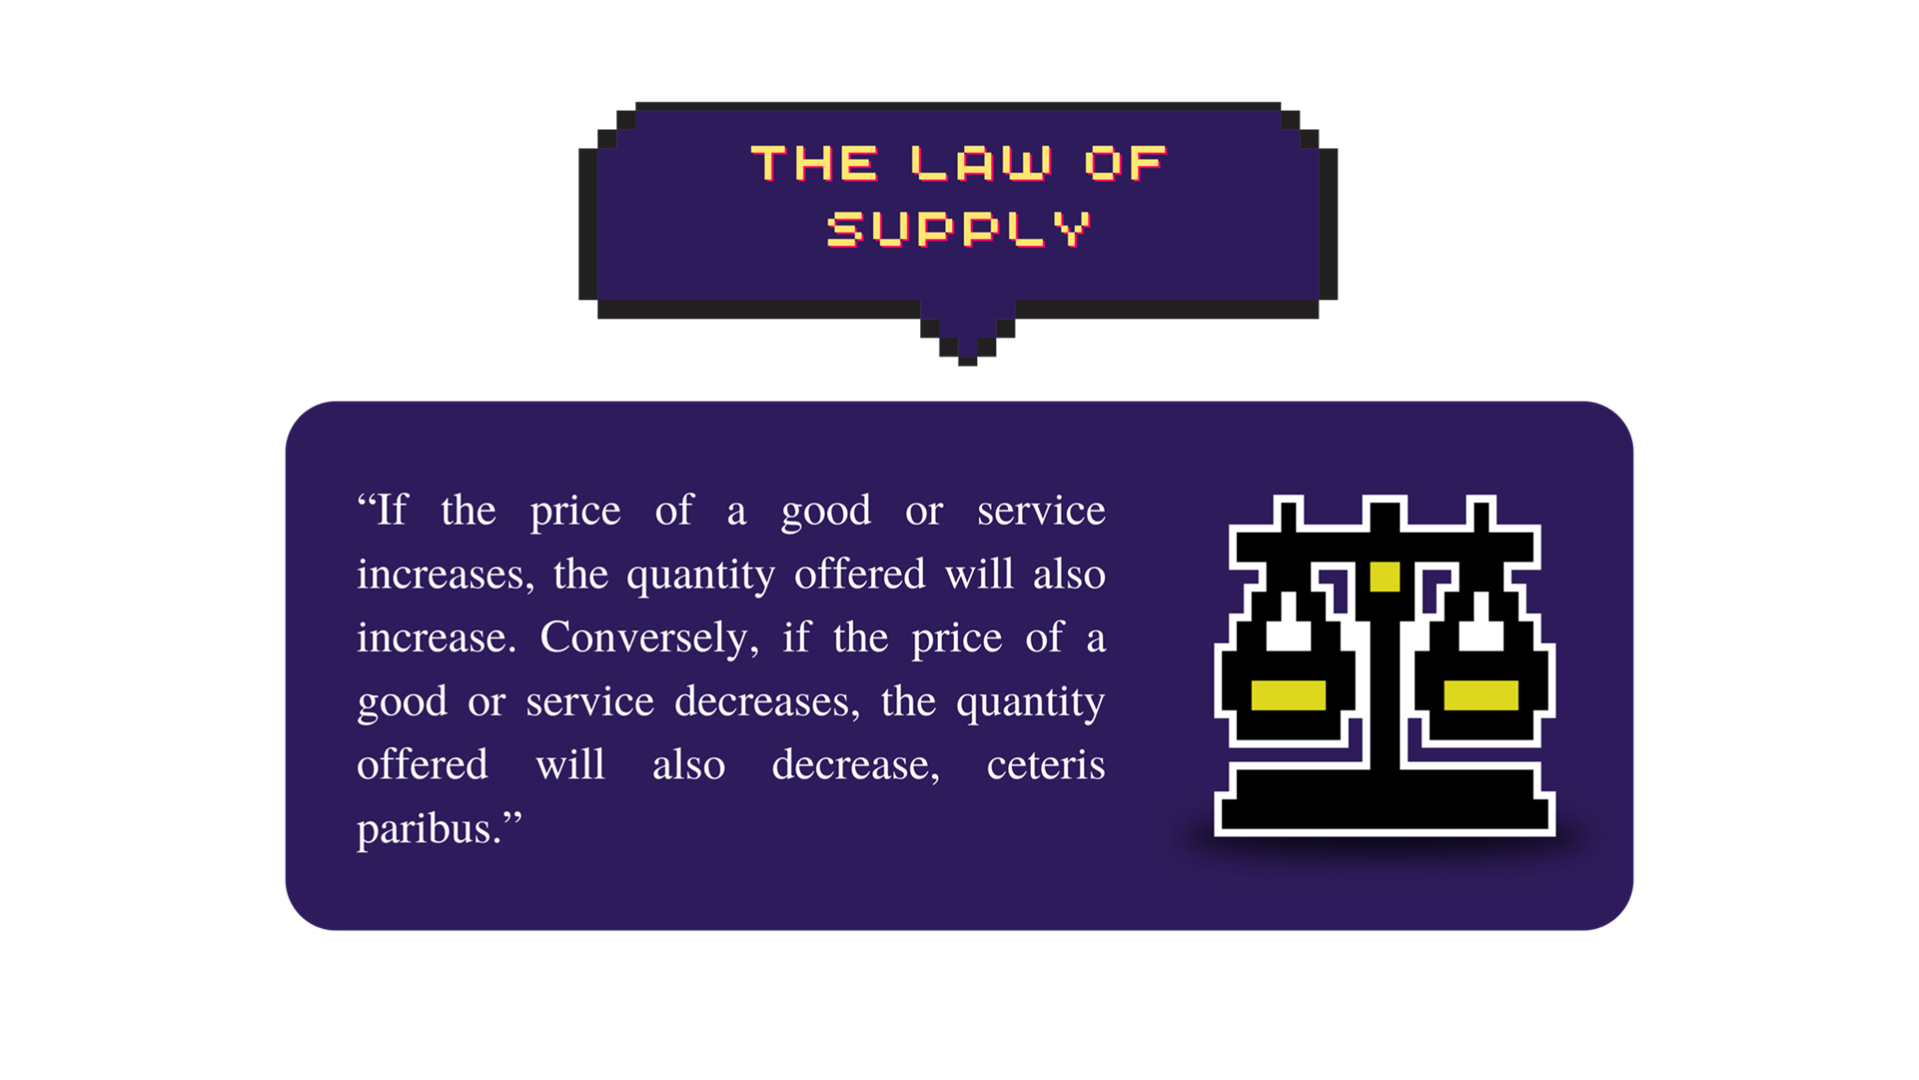 THE LAW OF
SUPPLY
“If the price of a good or service
increases, the quantity offered will also
increase. Conversely, if the price of a
good or service decreases, the quantity
offered will also decrease, ceteris
paribus.”